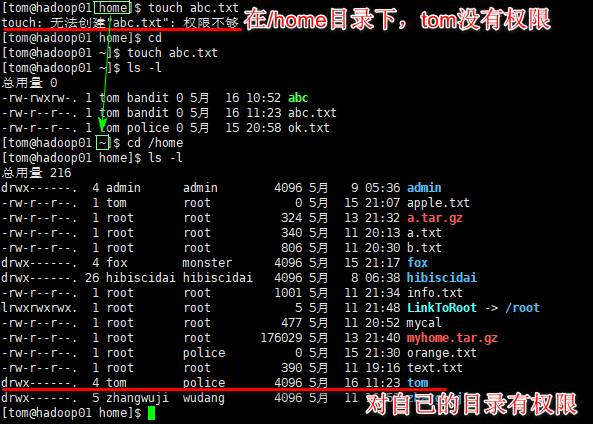 [tom@hadoop01 home]$ touch abc.txt
touch: 无法创建"abc.txt": 权限不够
在/home目录下，tom没有权限
[tom@hadoop01 home]$ cd
[tom@hadoop01 ~]$ touch abc.txt
[tom@hadoop01 ~]$ ls -l
总用量 0
-rw-rwxrw-. 1 tom bandit 0 5月  16 10:52 abc
-rw-r--r--. 1 tom bandit 0 5月  16 11:23 abc.txt
-rw-r--r--. 1 tom police 0 5月  15 20:58 ok.txt
[tom@hadoop01 ~]$ cd /home
[tom@hadoop01 home]$ ls -l
总用量 216
drwx------.  4 admin      admin        4096 5月   9 05:36 admin
-rw-r--r--.  1 tom        root            0 5月  15 21:07 apple.txt
-rw-r--r--.  1 root       root          324 5月  13 21:32 a.tar.gz
-rw-r--r--.  1 root       root          340 5月  11 20:13 a.txt
-rw-r--r--.  1 root       root          806 5月  11 20:30 b.txt
drwx------.  4 fox        monster      4096 5月  15 21:17 fox
drwx------. 26 hibiscidai hibiscidai   4096 5月   8 06:38 hibiscidai
-rw-r--r--.  1 root       root         1001 5月  11 21:34 info.txt
lrwxrwxrwx.  1 root       root            5 5月  11 21:48 LinkToRoot -> /root
-rw-r--r--.  1 root       root          477 5月  11 20:52 mycal
-rw-r--r--.  1 root       root       176029 5月  13 21:40 myhome.tar.gz
-rw-r--r--.  1 root       police          0 5月  15 21:30 orange.txt
-rw-r--r--.  1 root       root          390 5月  11 19:16 text.txt
drwx------.  4 tom        police       4096 5月  16 11:23 tom
drwx------.  5 zhangwuji  wudang       4096 5月
对自己的目录有权限
[tom@hadoop01 home]$